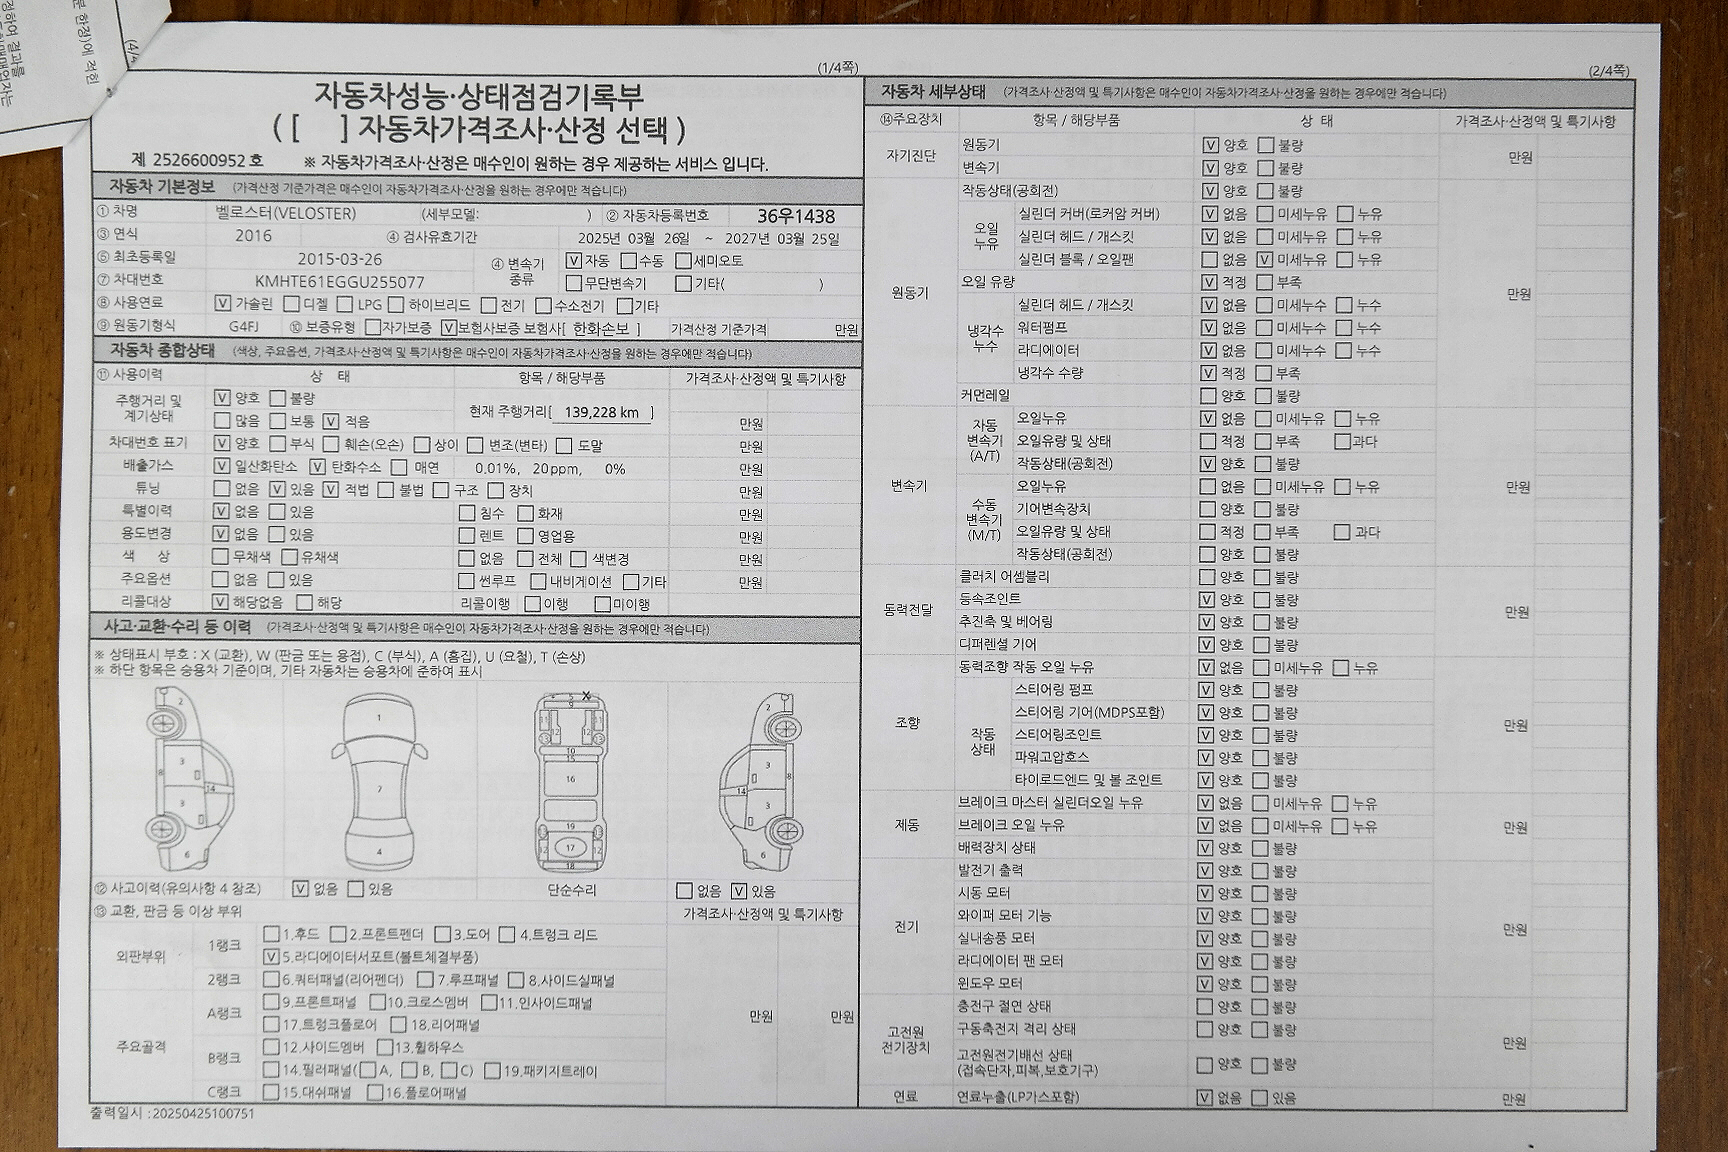 정하여 결과를
매매업자는
분 한정)에 적힌
(4/4
(1/4쪽)
자동차성능·상태점검기록부
( [ ] 자동차가격조사·산정 선택 )
제 2526600952 호 ※ 자동차가격조사·산정은 매수인이 원하는 경우 제공하는 서비스 입니다.
자동차 기본정보 (가격산정 기준가격은 매수인이 자동차가격조사·산정을 원하는 경우에만 적습니다)
① 차명 벨로스터(VELOSTER) (세부모델: ) ② 자동차등록번호 36우1438
③ 연식 2016 ④ 검사유효기간 2025년 03월 26일 ~ 2027년 03월 25일
⑥ 최초등록일 2015-03-26 ④ 변속기 종류 [V]자동 [ ]수동 [ ]세미오토
⑦ 차대번호 KMHTE61EGGU255077 [ ]무단변속기 [ ]기타( )
⑧ 사용연료 [V]가솔린 [ ]디젤 [ ]LPG [ ]하이브리드 [ ]전기 [ ]수소전기 [ ]기타
⑨ 원동기형식 G4FJ ⑩ 보증유형 [ ]자가보증 [V]보험사보증 보험사[ 한화손보 ] 가격산정 기준가격 만원
자동차 종합상태 (색상, 주요옵션, 가격조사·산정액 및 특기사항은 매수인이 자동차가격조사·산정을 원하는 경우에만 적습니다)
⑪ 사용이력 상 태 항목 / 해당부품 가격조사·산정액 및 특기사항
주행거리 및 계기상태 [V]양호 [ ]불량 현재 주행거리[ 139,228 km ]
[ ]많음 [ ]보통 [V]적음 만원
차대번호 표기 [V]양호 [ ]부식 [ ]훼손(오손) [ ]상이 [ ]변조(변타) [ ]도말 만원
배출가스 [V]일산화탄소 [V]탄화수소 [ ]매연 0.01%, 20ppm, 0% 만원
튜닝 [ ]없음 [V]있음 [V]적법 [ ]불법 [ ]구조 [ ]장치 만원
특별이력 [V]없음 [ ]있음 [ ]침수 [ ]화재 만원
용도변경 [V]없음 [ ]있음 [ ]렌트 [ ]영업용 만원
색 상 [ ]무채색 [ ]유채색 [ ]없음 [ ]전체 [ ]색변경 만원
주요옵션 [ ]없음 [ ]있음 [ ]썬루프 [ ]내비게이션 [ ]기타 만원
리콜대상 [V]해당없음 [ ]해당 리콜이행 [ ]이행 [ ]미이행
사고·교환·수리 등 이력 (가격조사·산정액 및 특기사항은 매수인이 자동차가격조사·산정을 원하는 경우에만 적습니다)
※ 상태표시 부호 : X (교환), W (판금 또는 용접), C (부식), A (흠집), U (요철), T (손상)
※ 하단 항목은 승용차 기준이며, 기타 자동차는 승용차에 준하여 표시
2 3 8 14 3 6
1 7 4
X 5 9 11 11 12 12 13 13 10 15 16 19 13 13 12 12 17 18
2 3 8 14 3 6
⑫ 사고이력(유의사항 4 참조) [V]없음 [ ]있음 단순수리 [ ]없음 [V]있음
⑬ 교환, 판금 등 이상 부위 가격조사·산정액 및 특기사항
외판부위 1랭크 [ ]1.후드 [ ]2.프론트펜더 [ ]3.도어 [ ]4.트렁크 리드
[V]5.라디에이터서포트(볼트체결부품)
2랭크 [ ]6.쿼터패널(리어펜더) [ ]7.루프패널 [ ]8.사이드실패널
주요골격 A랭크 [ ]9.프론트패널 [ ]10.크로스멤버 [ ]11.인사이드패널
[ ]17.트렁크플로어 [ ]18.리어패널 만원 만원
B랭크 [ ]12.사이드멤버 [ ]13.휠하우스
[ ]14.필러패널([ ]A, [ ]B, [ ]C) [ ]19.패키지트레이
C랭크 [ ]15.대쉬패널 [ ]16.플로어패널
출력일시 : 20250425100751
(2/4쪽)
자동차 세부상태 (가격조사·산정액 및 특기사항은 매수인이 자동차가격조사·산정을 원하는 경우에만 적습니다)
⑭주요장치 항목 / 해당부품 상 태 가격조사·산정액 및 특기사항
자기진단 원동기 [V]양호 [ ]불량 만원
변속기 [V]양호 [ ]불량
원동기 작동상태(공회전) [V]양호 [ ]불량 만원
오일 누유 실린더 커버(로커암 커버) [V]없음 [ ]미세누유 [ ]누유
실린더 헤드 / 개스킷 [V]없음 [ ]미세누유 [ ]누유
실린더 블록 / 오일팬 [ ]없음 [V]미세누유 [ ]누유
오일 유량 [V]적정 [ ]부족
냉각수 누수 실린더 헤드 / 개스킷 [V]없음 [ ]미세누수 [ ]누수
워터펌프 [V]없음 [ ]미세누수 [ ]누수
라디에이터 [V]없음 [ ]미세누수 [ ]누수
냉각수 수량 [V]적정 [ ]부족
커먼레일 [ ]양호 [ ]불량
변속기 자동 변속기 (A/T) 오일누유 [V]없음 [ ]미세누유 [ ]누유 만원
오일유량 및 상태 [ ]적정 [ ]부족 [ ]과다
작동상태(공회전) [V]양호 [ ]불량
수동 변속기 (M/T) 오일누유 [ ]없음 [ ]미세누유 [ ]누유
기어변속장치 [ ]양호 [ ]불량
오일유량 및 상태 [ ]적정 [ ]부족 [ ]과다
작동상태(공회전) [ ]양호 [ ]불량
동력전달 클러치 어셈블리 [ ]양호 [ ]불량 만원
등속조인트 [V]양호 [ ]불량
추진축 및 베어링 [V]양호 [ ]불량
디퍼렌셜 기어 [V]양호 [ ]불량
조향 동력조향 작동 오일 누유 [V]없음 [ ]미세누유 [ ]누유 만원
작동 상태 스티어링 펌프 [V]양호 [ ]불량
스티어링 기어(MDPS포함) [V]양호 [ ]불량
스티어링조인트 [V]양호 [ ]불량
파워고압호스 [V]양호 [ ]불량
타이로드엔드 및 볼 조인트 [V]양호 [ ]불량
제동 브레이크 마스터 실린더오일 누유 [V]없음 [ ]미세누유 [ ]누유 만원
브레이크 오일 누유 [V]없음 [ ]미세누유 [ ]누유
배력장치 상태 [V]양호 [ ]불량
전기 발전기 출력 [V]양호 [ ]불량 만원
시동 모터 [V]양호 [ ]불량
와이퍼 모터 기능 [V]양호 [ ]불량
실내송풍 모터 [V]양호 [ ]불량
라디에이터 팬 모터 [V]양호 [ ]불량
윈도우 모터 [V]양호 [ ]불량
고전원 전기장치 충전구 절연 상태 [ ]양호 [ ]불량 만원
구동축전지 격리 상태 [ ]양호 [ ]불량
고전원전기배선 상태 (접속단자,피복,보호기구) [ ]양호 [ ]불량
연료 연료누출(LP가스포함) [V]없음 [ ]있음 만원